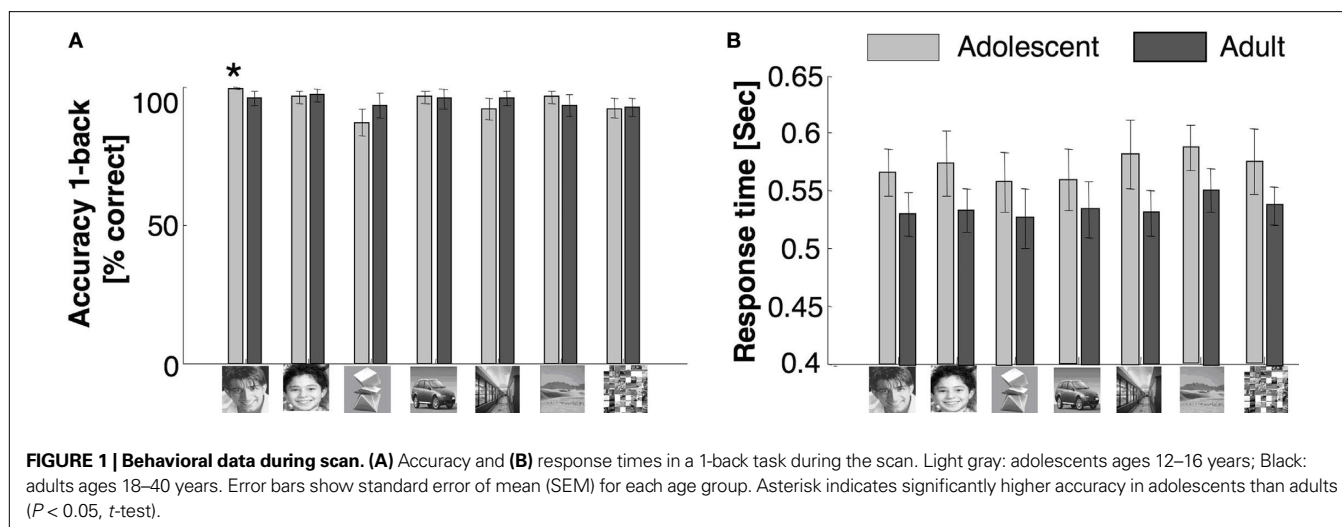 A
B
Adolescent
Adult
*
Accuracy 1-back
[% correct]
100
50
0
Response time [Sec]
0.65
0.6
0.55
0.5
0.45
0.4
FIGURE 1 | Behavioral data during scan. (A) Accuracy and (B) response times in a 1-back task during the scan. Light gray: adolescents ages 12–16 years; Black:
adults ages 18–40 years. Error bars show standard error of mean (SEM) for each age group. Asterisk indicates significantly higher accuracy in adolescents than adults
(P < 0.05, t-test).